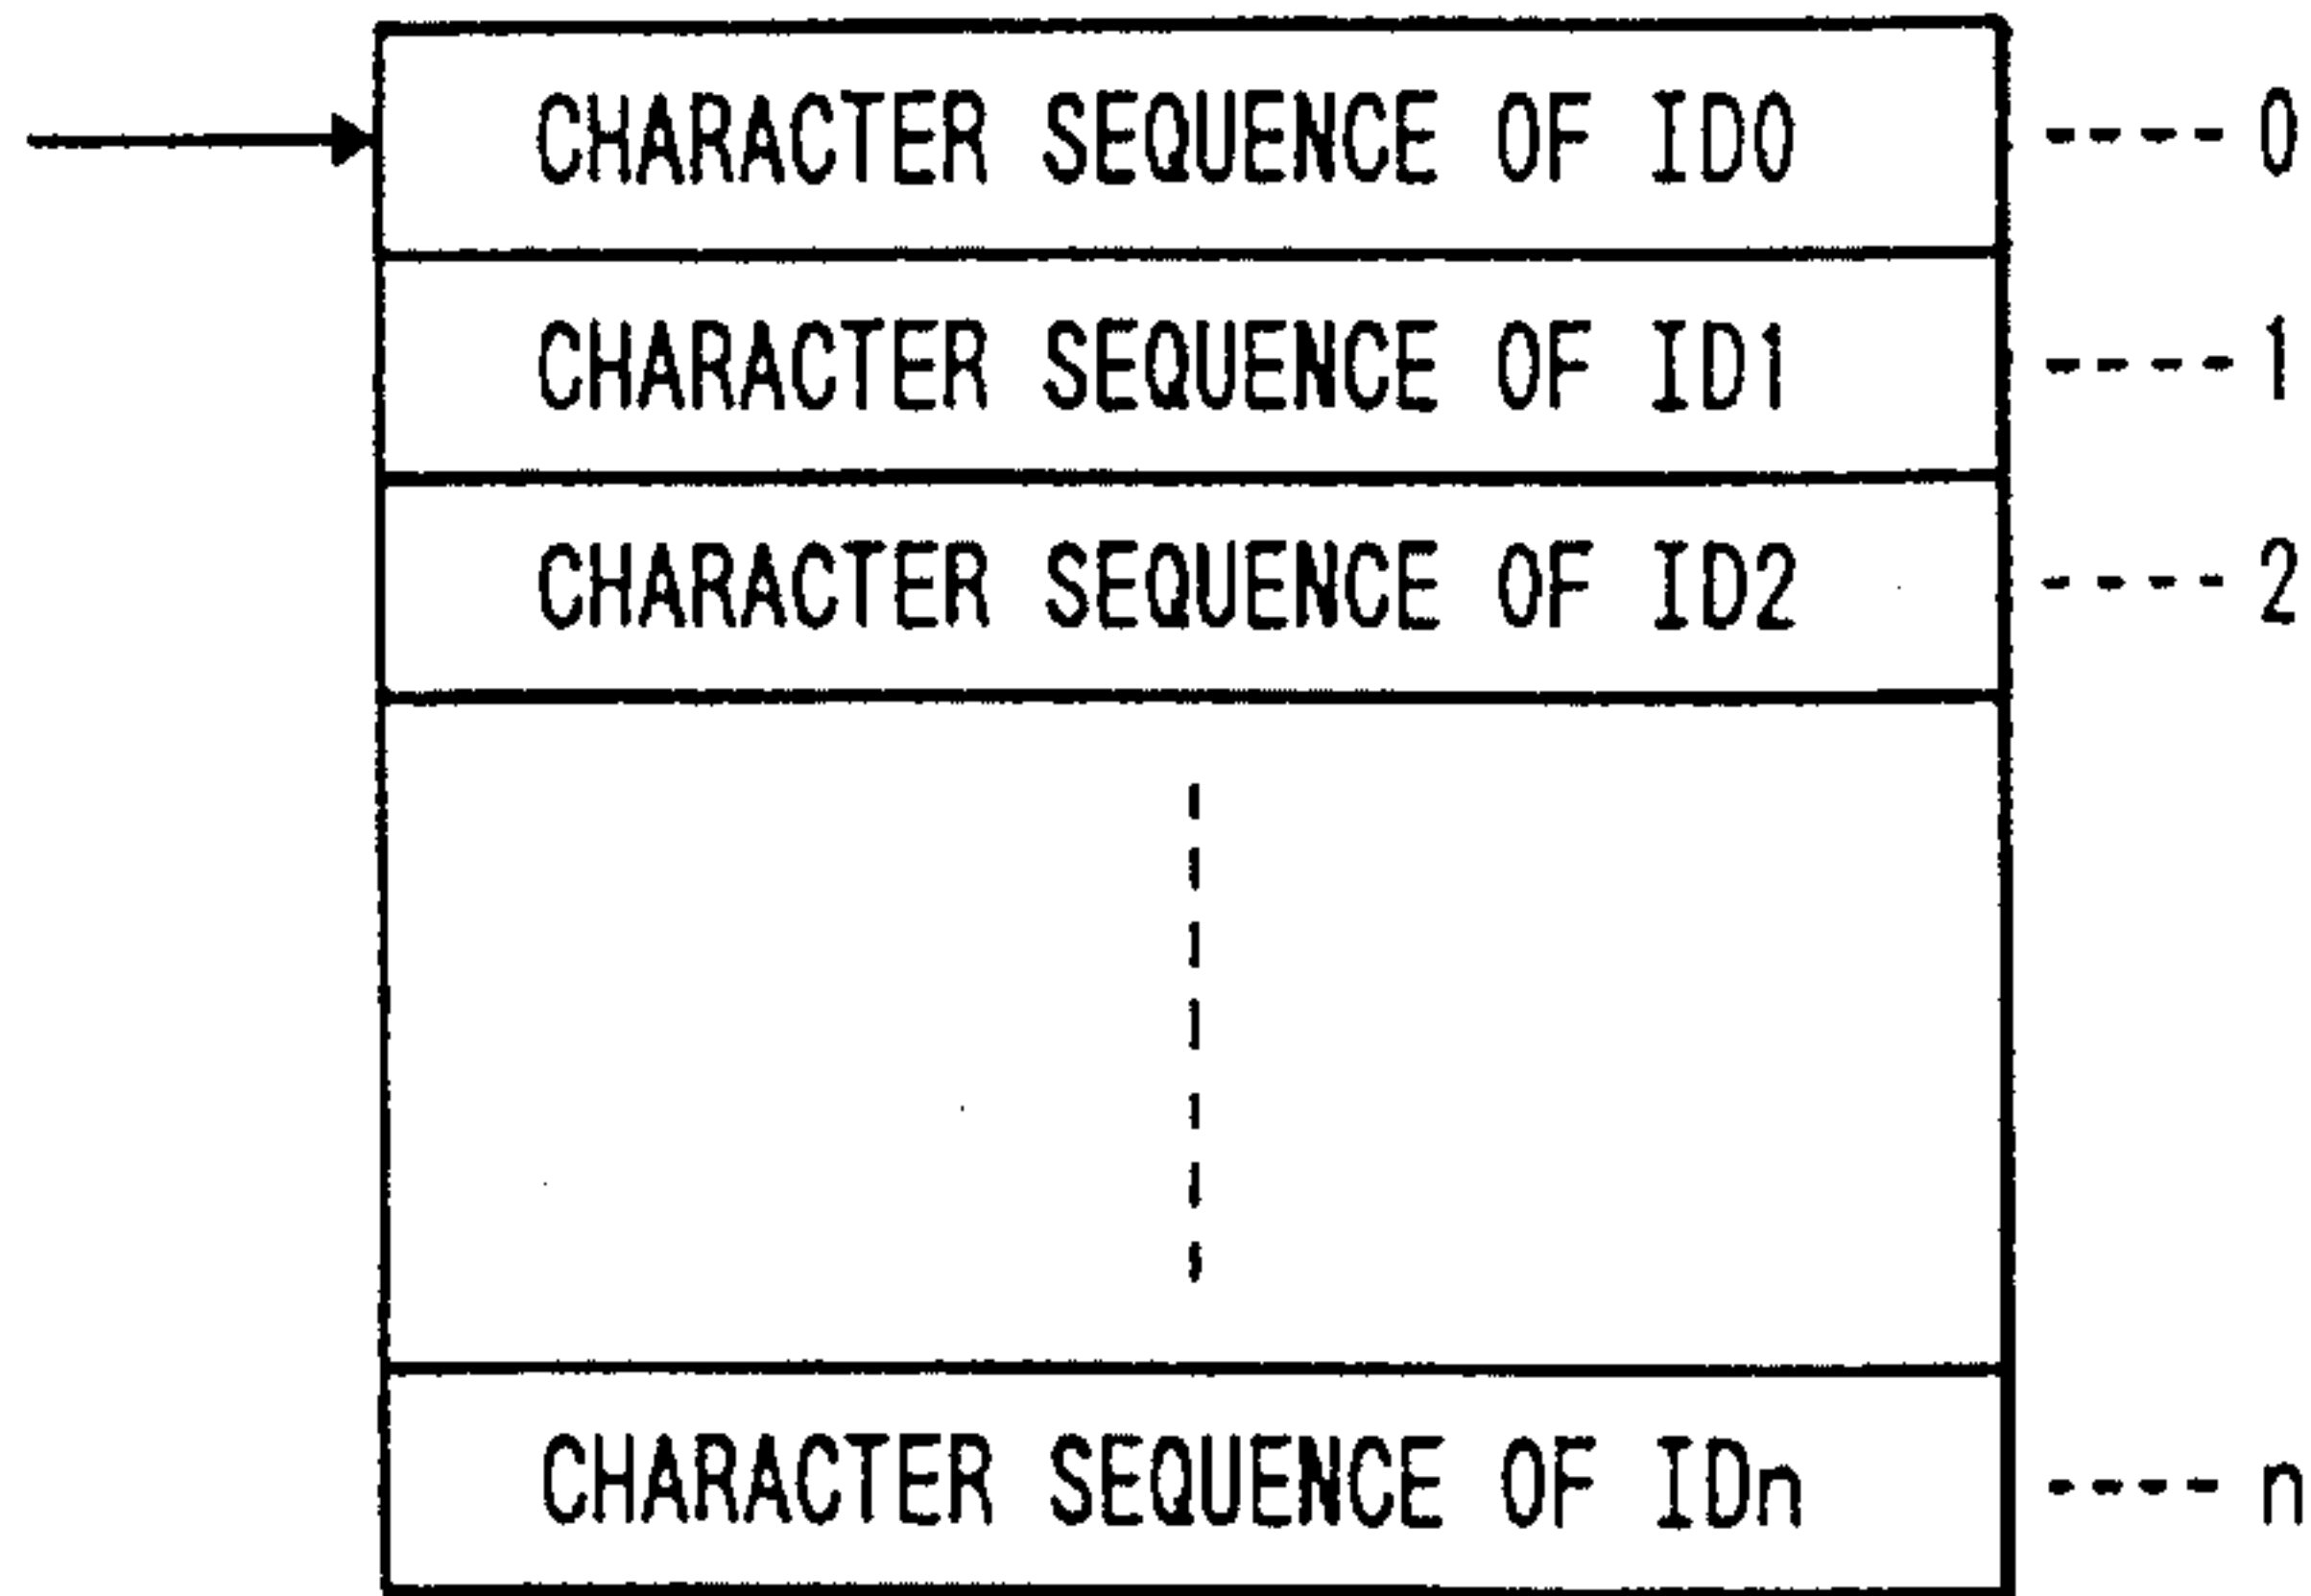 CHARACTER SEQUENCE OF ID0 ---- 0
CHARACTER SEQUENCE OF ID1 ---- 1
CHARACTER SEQUENCE OF ID2 ---- 2
CHARACTER SEQUENCE OF IDn ---- n